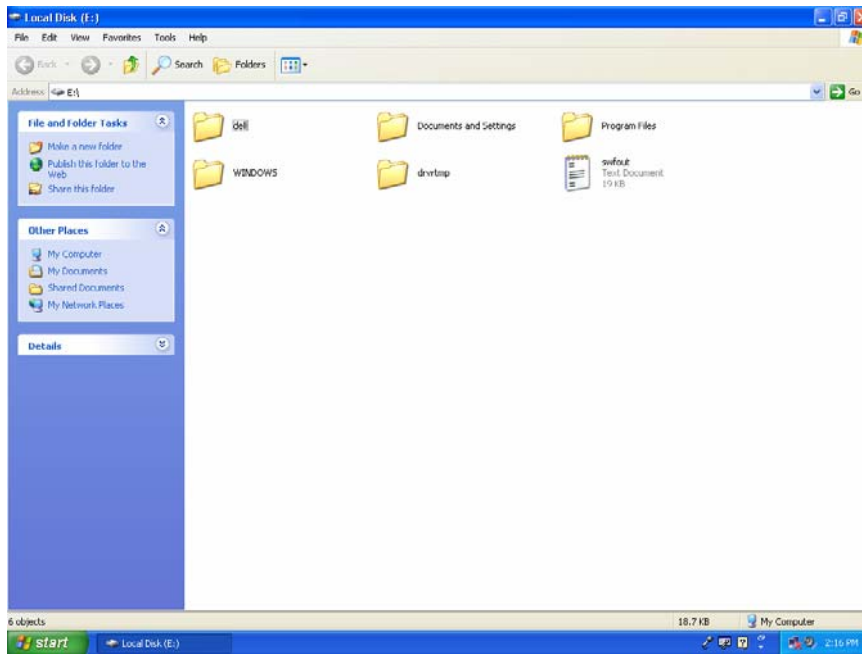 Local Disk (E:)
File Edit View Favorites Tools Help
Back Search Folders
Address E:\ Go
File and Folder Tasks
Make a new folder
Publish this folder to the
Web
Share this folder
Other Places
My Computer
My Documents
Shared Documents
My Network Places
Details
dell Documents and Settings Program Files
WINDOWS drvrtmp swfout
Text Document
19 KB
6 objects 18.7 KB My Computer
start Local Disk (E:) 2:16 PM